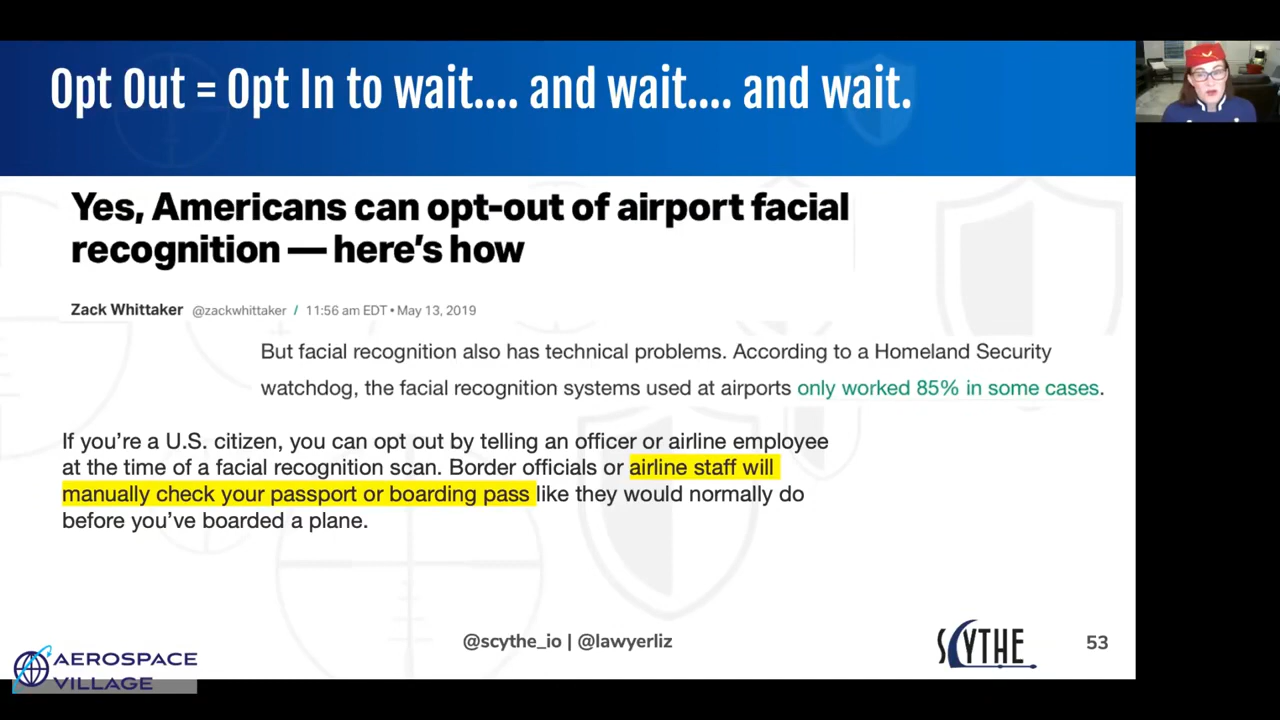 Opt Out = Opt In to wait.... and wait.... and wait.
Yes, Americans can opt-out of airport facial
recognition — here's how
Zack Whittaker @zackwhittaker / 11:56 am EDT • May 13, 2019
But facial recognition also has technical problems. According to a Homeland Security
watchdog, the facial recognition systems used at airports only worked 85% in some cases.
If you're a U.S. citizen, you can opt out by telling an officer or airline employee
at the time of a facial recognition scan. Border officials or airline staff will
manually check your passport or boarding pass like they would normally do
before you've boarded a plane.
@scythe_io | @lawyerliz
SCYTHE
53
AEROSPACE
VILLAGE